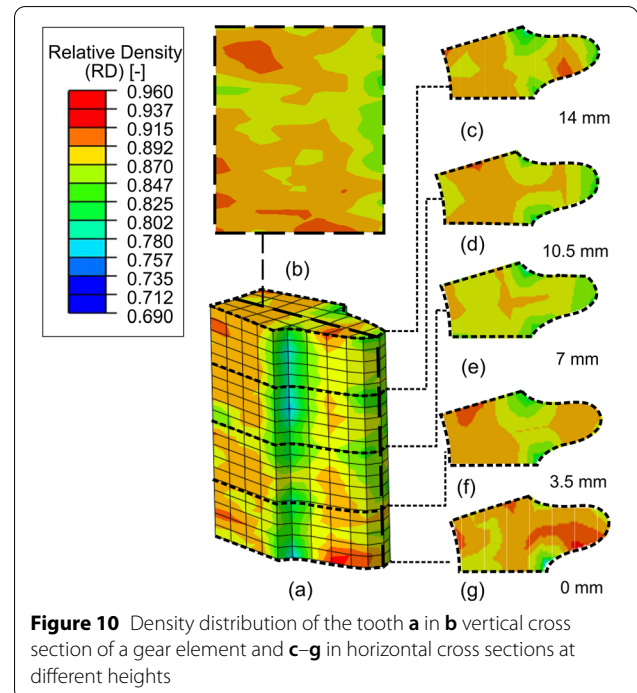 Relative Density
(RD) [-]
0.960
0.937
0.915
0.892
0.870
0.847
0.825
0.802
0.780
0.757
0.735
0.712
0.690
(b)
(a)
(c)
14 mm
(d)
10.5 mm
(e)
7 mm
(f)
3.5 mm
(g)
0 mm
Figure 10 Density distribution of the tooth a in b vertical cross
section of a gear element and c–g in horizontal cross sections at
different heights